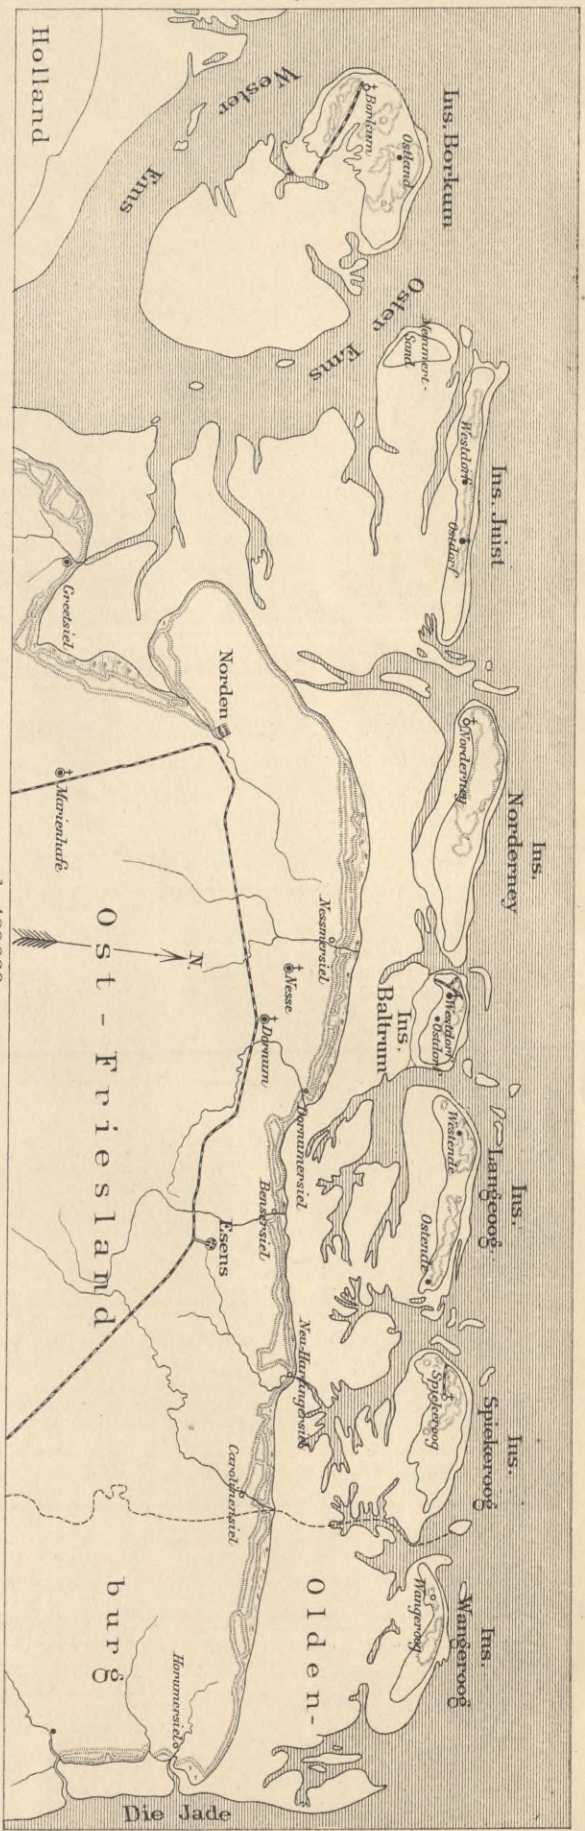 Holland
Wester
Ems
Ins. Borkum
Borkum
Ostland
Oster
Ems
Memmert-
Sand
Ins. Juist
Westdorf
Ostdorf
Greetsiel
Norden
Marienhafe
Ins.
Norderney
Norderney
Nessmersiel
Nesse
Dornum
Ins.
Baltrum
Westdorf
Ostdorf
Dornumersiel
Ins.
Langeoog
Westende
Ostende
Bensersiel
Esens
Neu-Harlingersiel
Ins.
Spiekeroog
Spiekeroog
Carolinensiel
Ins.
Wangeroog
Wangeroog
Horumersiel
Ost-Friesland
N.
Olden-
burg
Die Jade